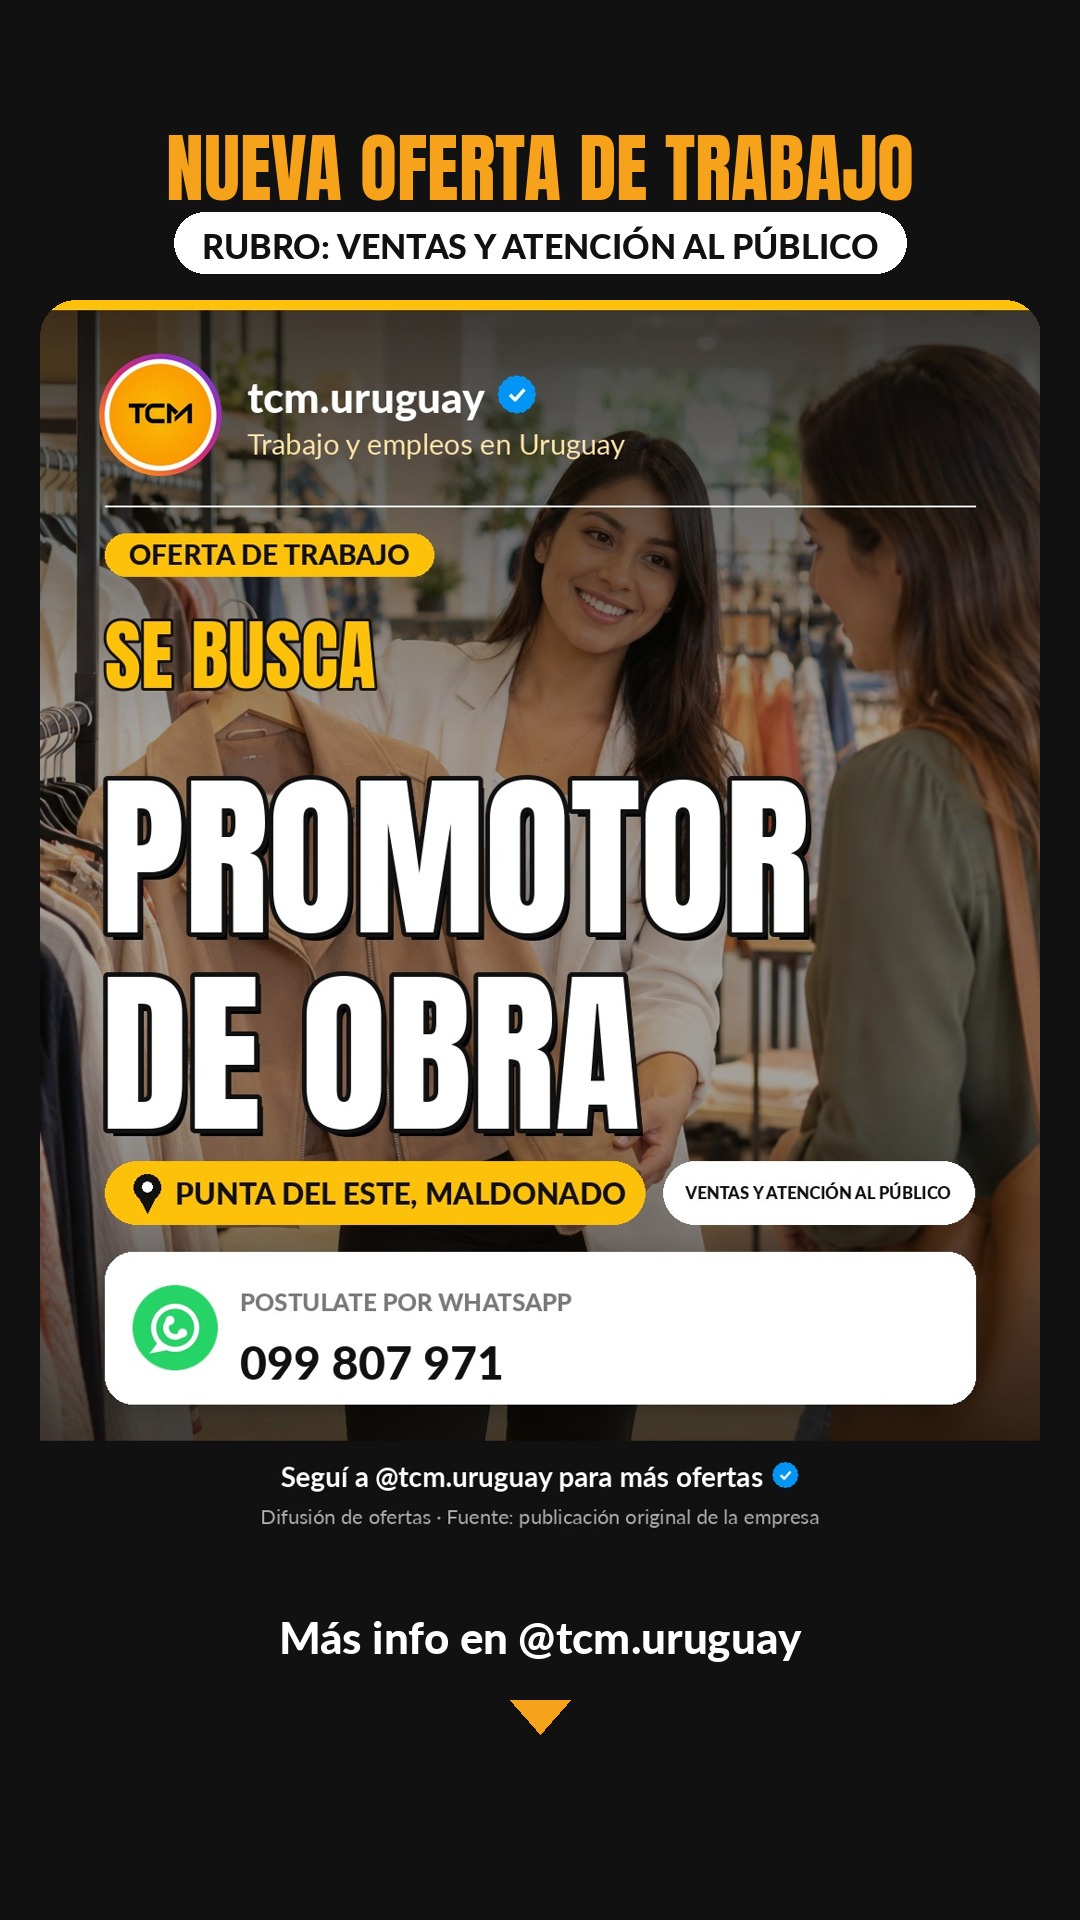 NUEVA OFERTA DE TRABAJO
RUBRO: VENTAS Y ATENCIÓN AL PÚBLICO
TCM
tcm.uruguay
Trabajo y empleos en Uruguay
OFERTA DE TRABAJO
SE BUSCA
PROMOTOR
DE OBRA
PUNTA DEL ESTE, MALDONADO
VENTAS Y ATENCIÓN AL PÚBLICO
POSTULATE POR WHATSAPP
099 807 971
Seguí a @tcm.uruguay para más ofertas
Difusión de ofertas · Fuente: publicación original de la empresa
Más info en @tcm.uruguay